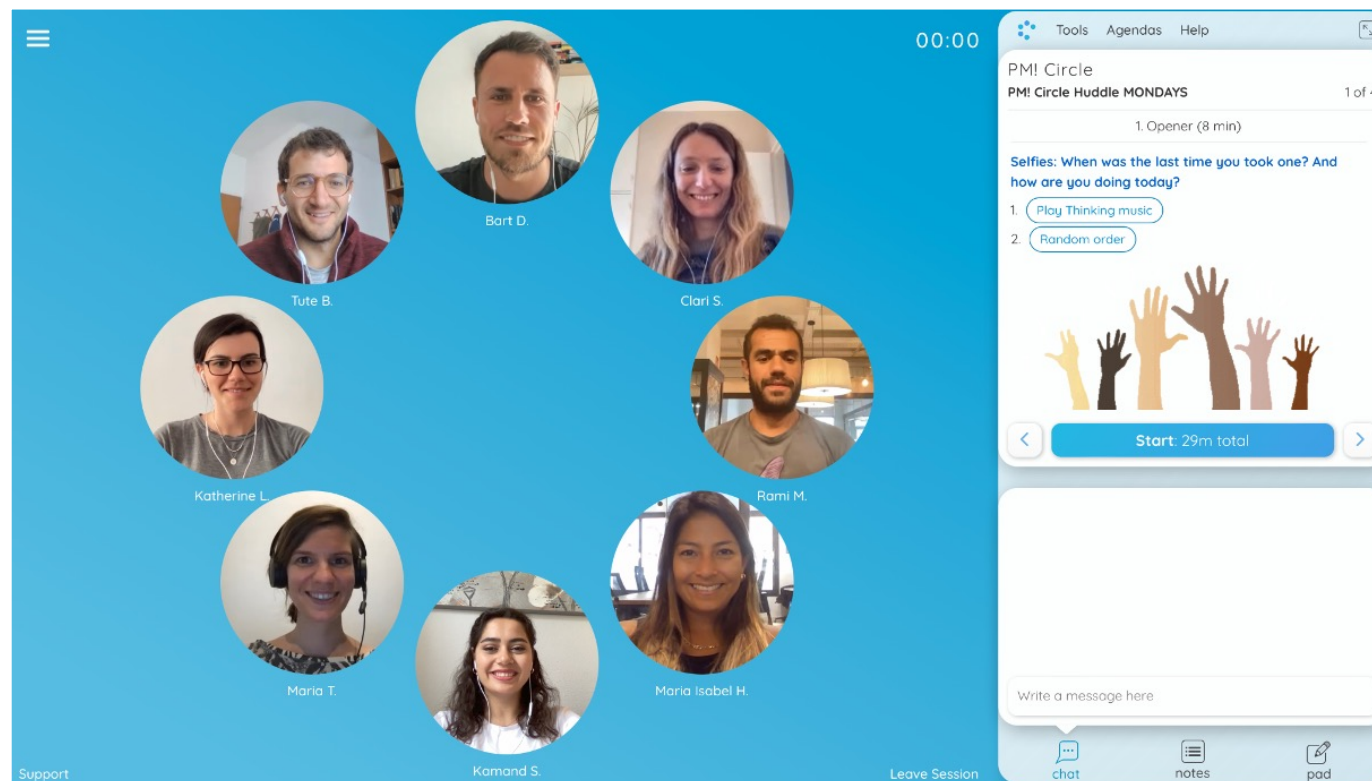 00:00
Bart D.
Tute B.
Clari S.
Katherine L.
Rami M.
Maria T.
Maria Isabel H.
Kamand S.
Support
Leave Session
Tools Agendas Help
PM! Circle
PM! Circle Huddle MONDAYS 1 of
1. Opener (8 min)
Selfies: When was the last time you took one? And
how are you doing today?
1. Play Thinking music
2. Random order
Start: 29m total
Write a message here
chat notes pad